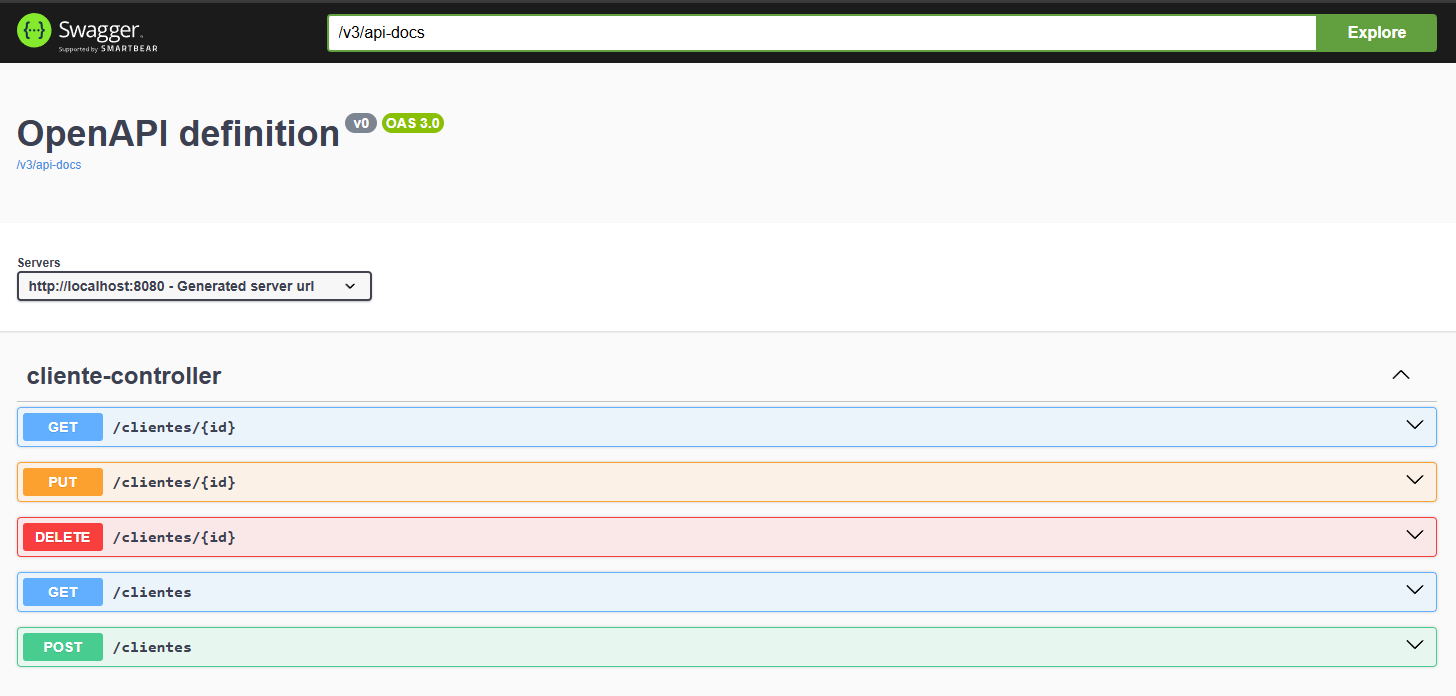 {···} Swagger™
Supported by SMARTBEAR
/v3/api-docs
Explore
OpenAPI definition v0 OAS 3.0
/v3/api-docs
Servers
http://localhost:8080 - Generated server url
cliente-controller
GET /clientes/{id}
PUT /clientes/{id}
DELETE /clientes/{id}
GET /clientes
POST /clientes